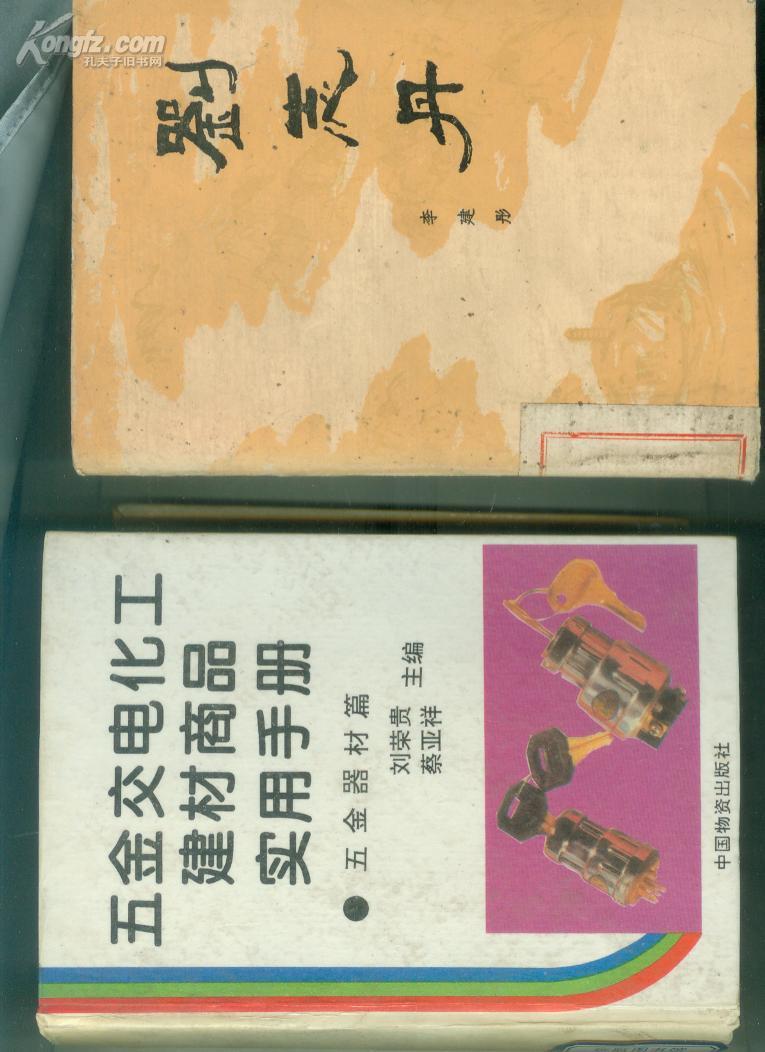 Kongfz.com
孔夫子旧书网
劉志丹
李建彤
五金交电化工
建材商品
实用手册
●五金器材篇
刘荣贵
蔡亚祥
主编
中国物资出版社